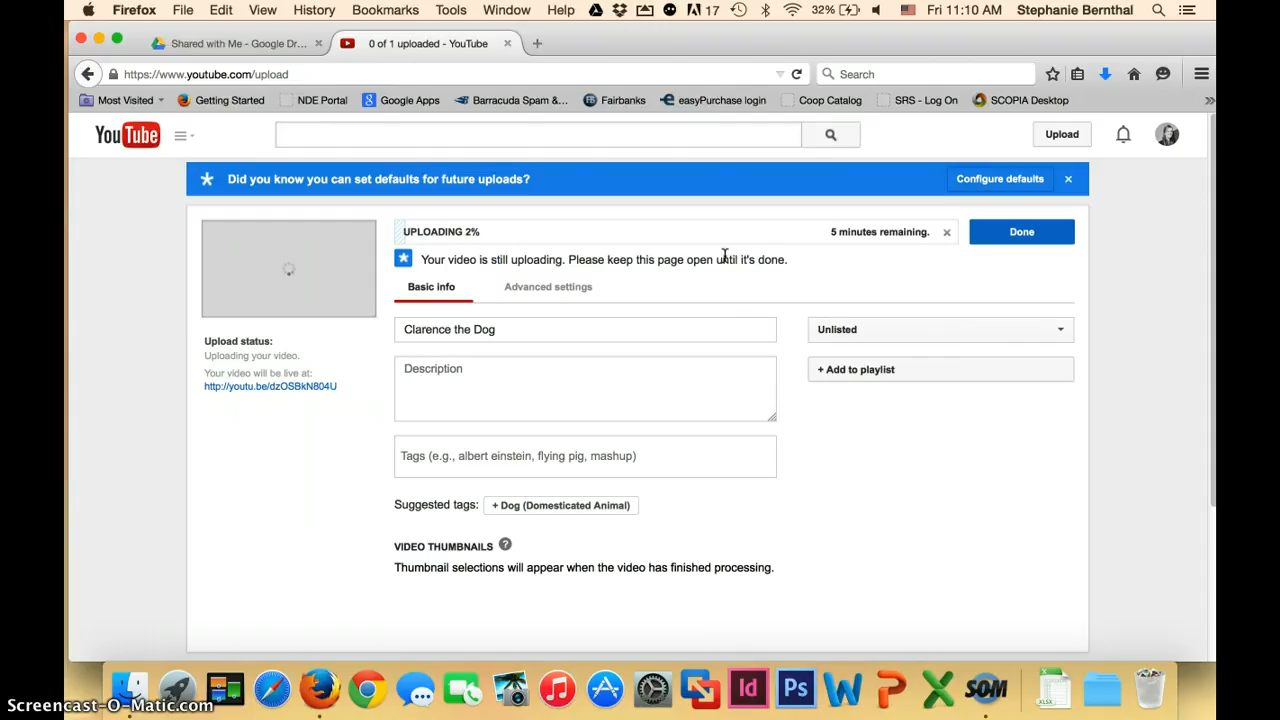 Firefox File Edit View History Bookmarks Tools Window Help 17 32% Fri 11:10 AM Stephanie Bernthal
Shared with Me - Google Dr... × 0 of 1 uploaded - YouTube × +
https://www.youtube.com/upload Search
Most Visited Getting Started NDE Portal Google Apps Barracuda Spam &... Fairbanks easyPurchase login Coop Catalog SRS - Log On SCOPIA Desktop »
YouTube Upload
Did you know you can set defaults for future uploads? Configure defaults ×
UPLOADING 2% 5 minutes remaining. × Done
Your video is still uploading. Please keep this page open until it's done.
Basic info Advanced settings
Clarence the Dog Unlisted
Upload status:
Uploading your video.
Your video will be live at:
http://youtu.be/dzOSBkN804U
Description + Add to playlist
Tags (e.g., albert einstein, flying pig, mashup)
Suggested tags: + Dog (Domesticated Animal)
VIDEO THUMBNAILS ?
Thumbnail selections will appear when the video has finished processing.
Id Ps W P X SOM XLSX
Screencast-O-Matic.com